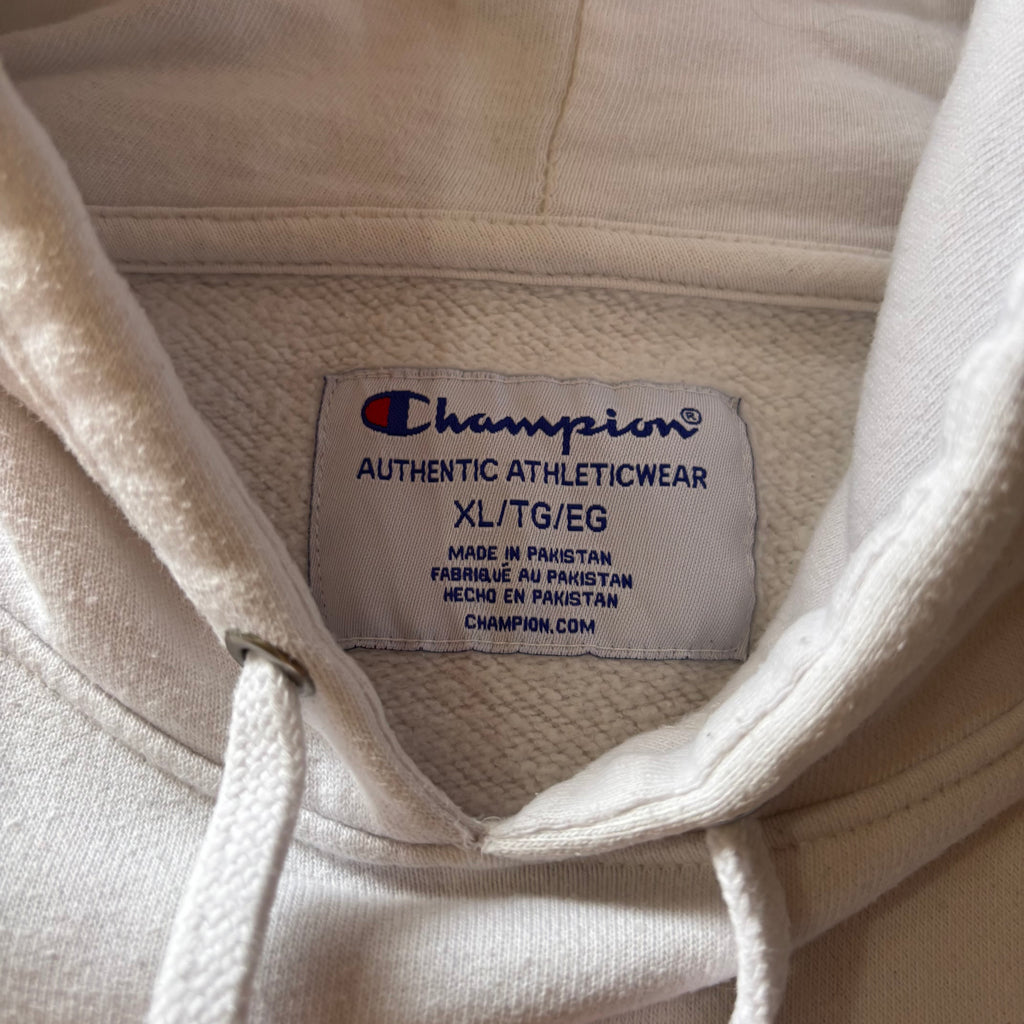 Champion®
AUTHENTIC ATHLETICWEAR
XL/TG/EG
MADE IN PAKISTAN
FABRIQUÉ AU PAKISTAN
HECHO EN PAKISTAN
CHAMPION.COM